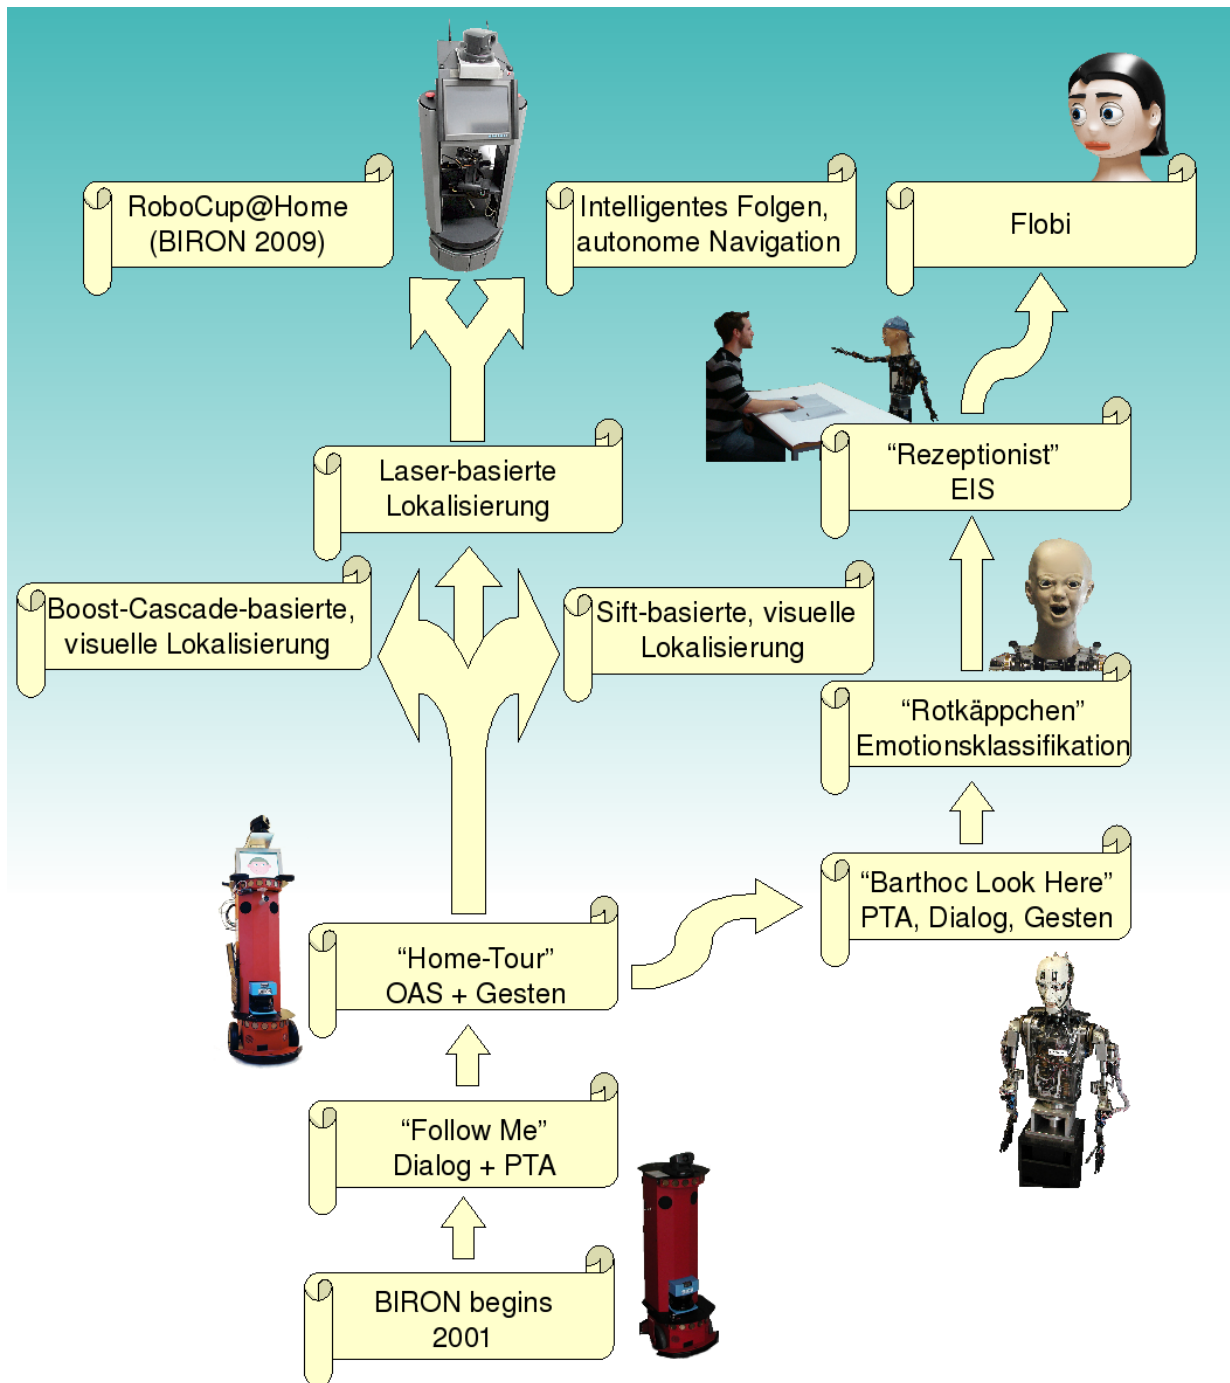 RoboCup@Home
(BIRON 2009)
Intelligentes Folgen,
autonome Navigation
Flobi
“Rezeptionist”
EIS
Laser-basierte
Lokalisierung
Boost-Cascade-basierte,
visuelle Lokalisierung
Sift-basierte, visuelle
Lokalisierung
“Rotkäppchen”
Emotionsklassifikation
“Barthoc Look Here”
PTA, Dialog, Gesten
“Home-Tour”
OAS + Gesten
“Follow Me”
Dialog + PTA
BIRON begins
2001